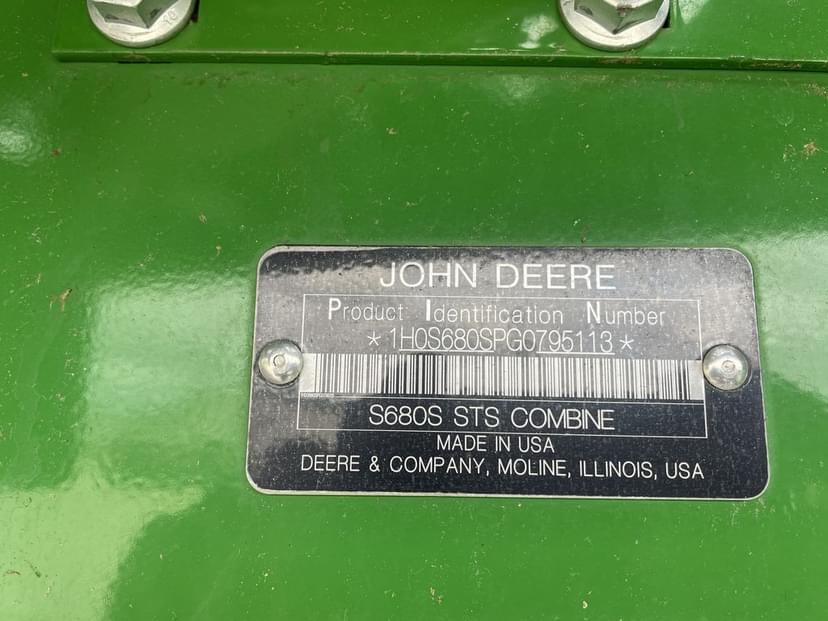 JOHN DEERE
Product Identification Number
*1H0S680SPG0795113*
S680S STS COMBINE
MADE IN USA
DEERE & COMPANY, MOLINE, ILLINOIS, USA